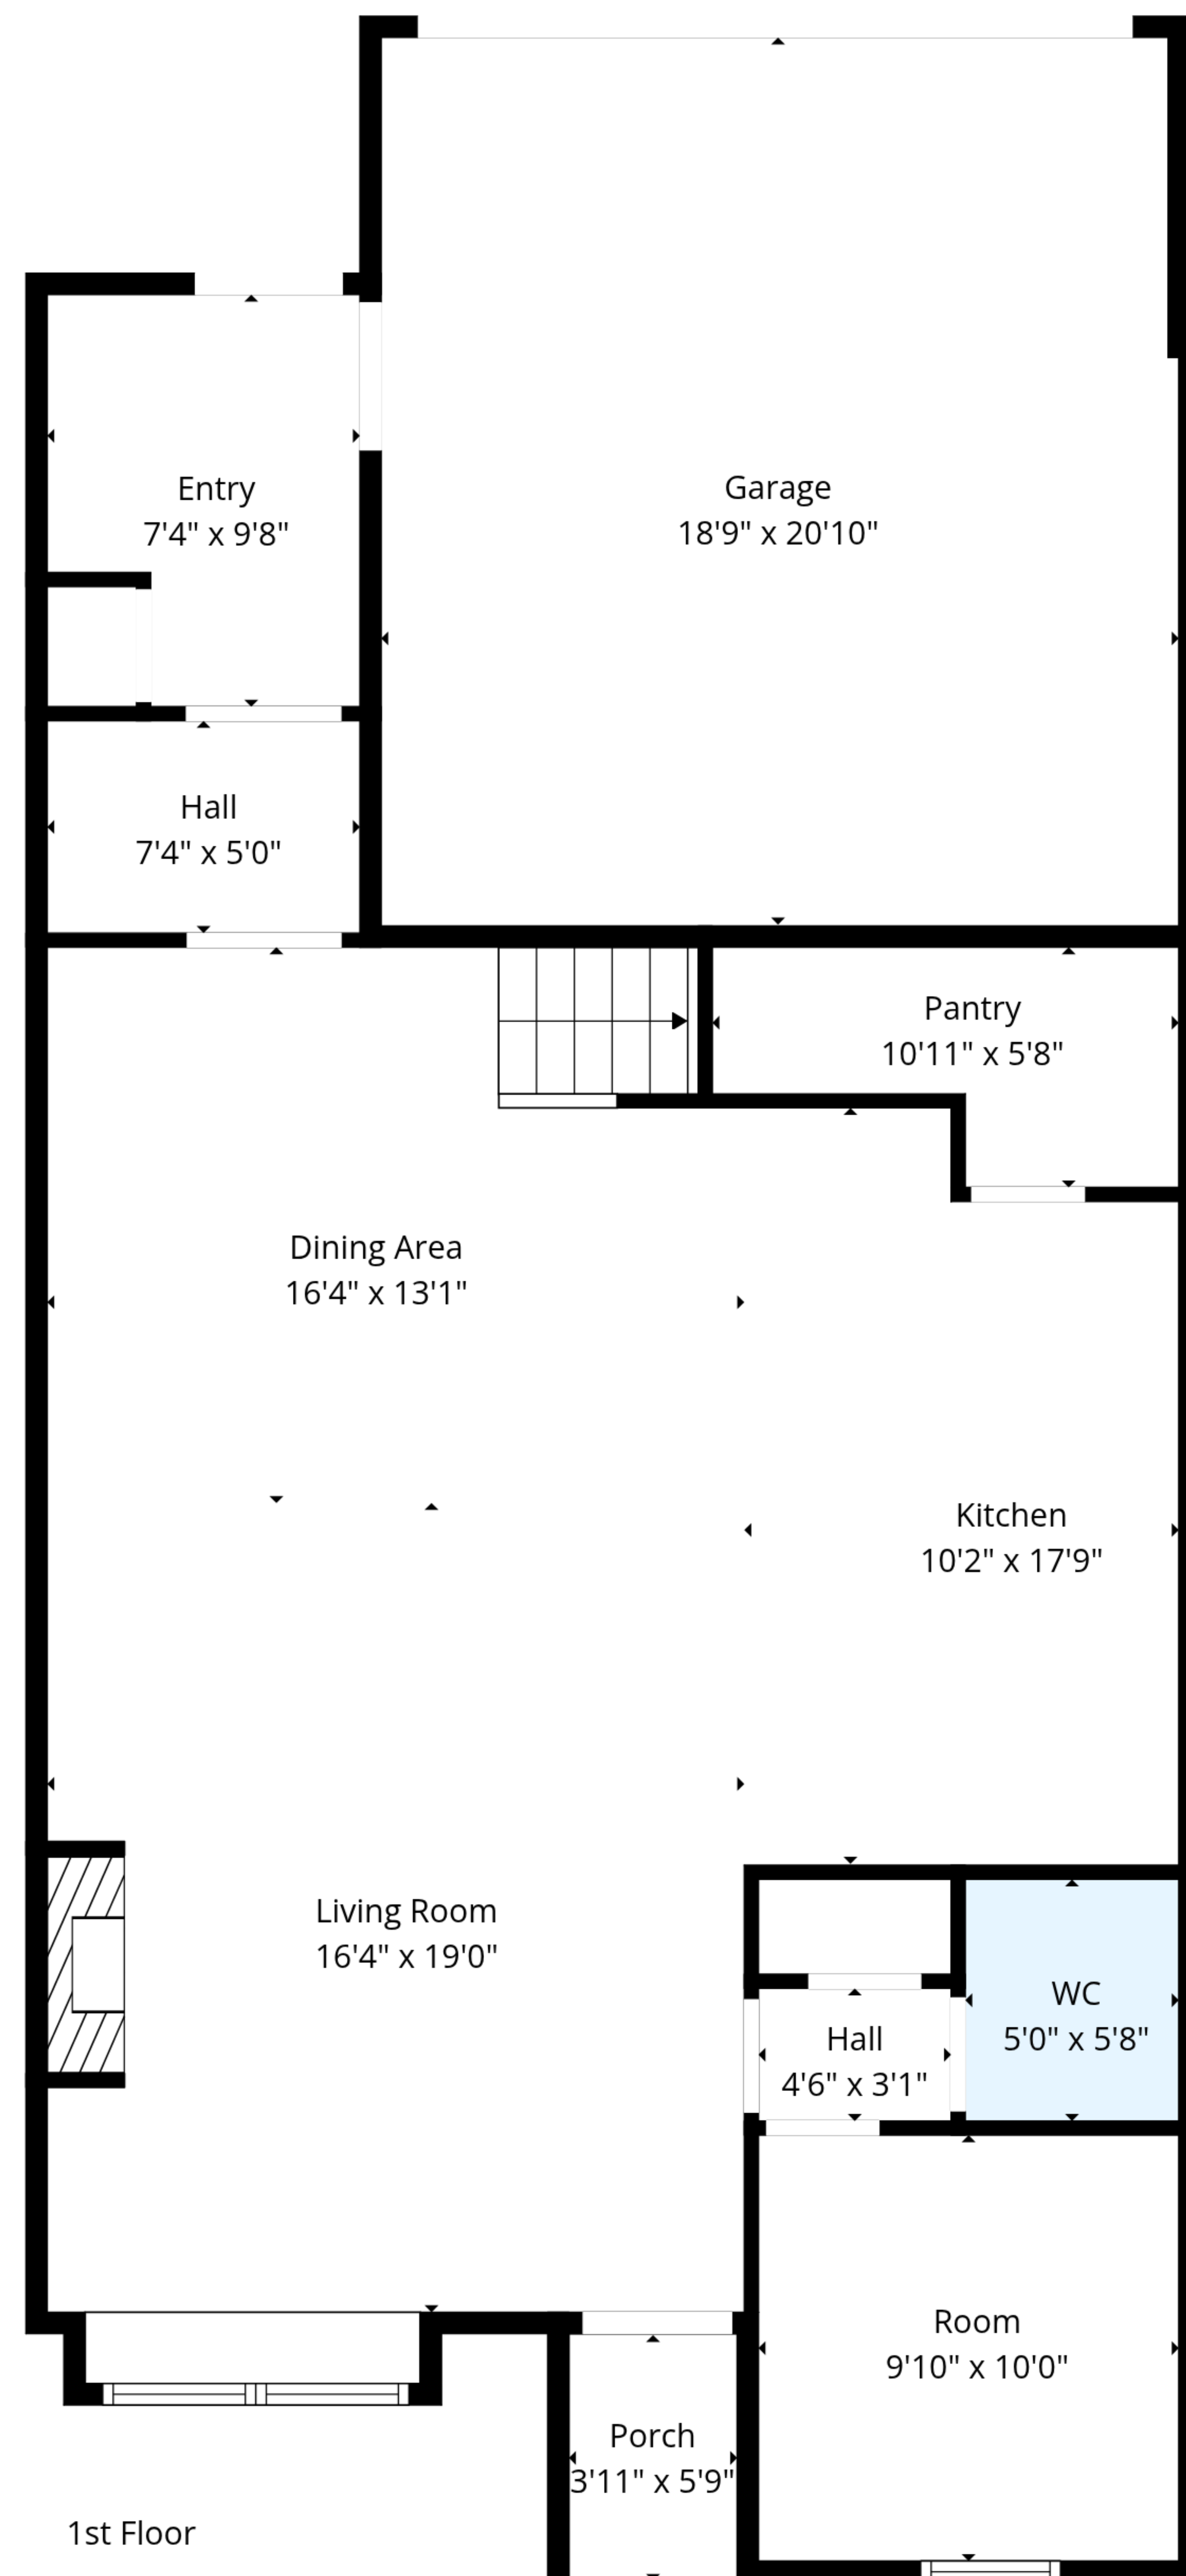 Entry
7'4" x 9'8"
Garage
18'9" x 20'10"
Hall
7'4" x 5'0"
Pantry
10'11" x 5'8"
Dining Area
16'4" x 13'1"
Kitchen
10'2" x 17'9"
Living Room
16'4" x 19'0"
WC
5'0" x 5'8"
Hall
4'6" x 3'1"
Room
9'10" x 10'0"
Porch
3'11" x 5'9"
1st Floor